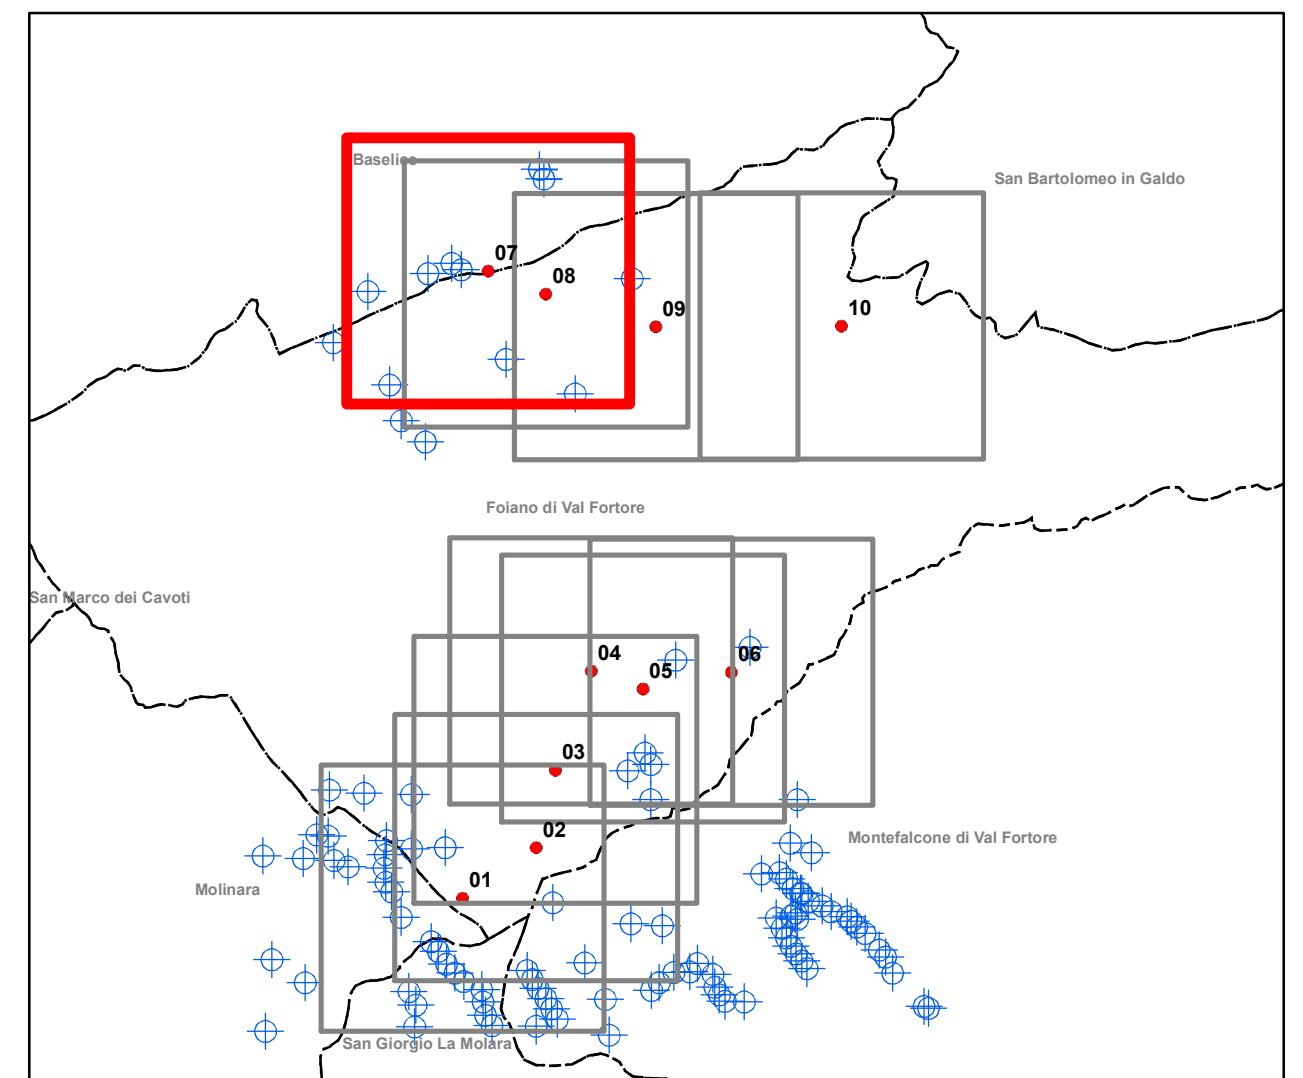 Baselice
San Bartolomeo in Galdo
07
08
09
10
Foiano di Val Fortore
San Marco dei Cavoti
04
05
06
03
02
Montefalcone di Val Fortore
01
Molinara
San Giorgio La Molara